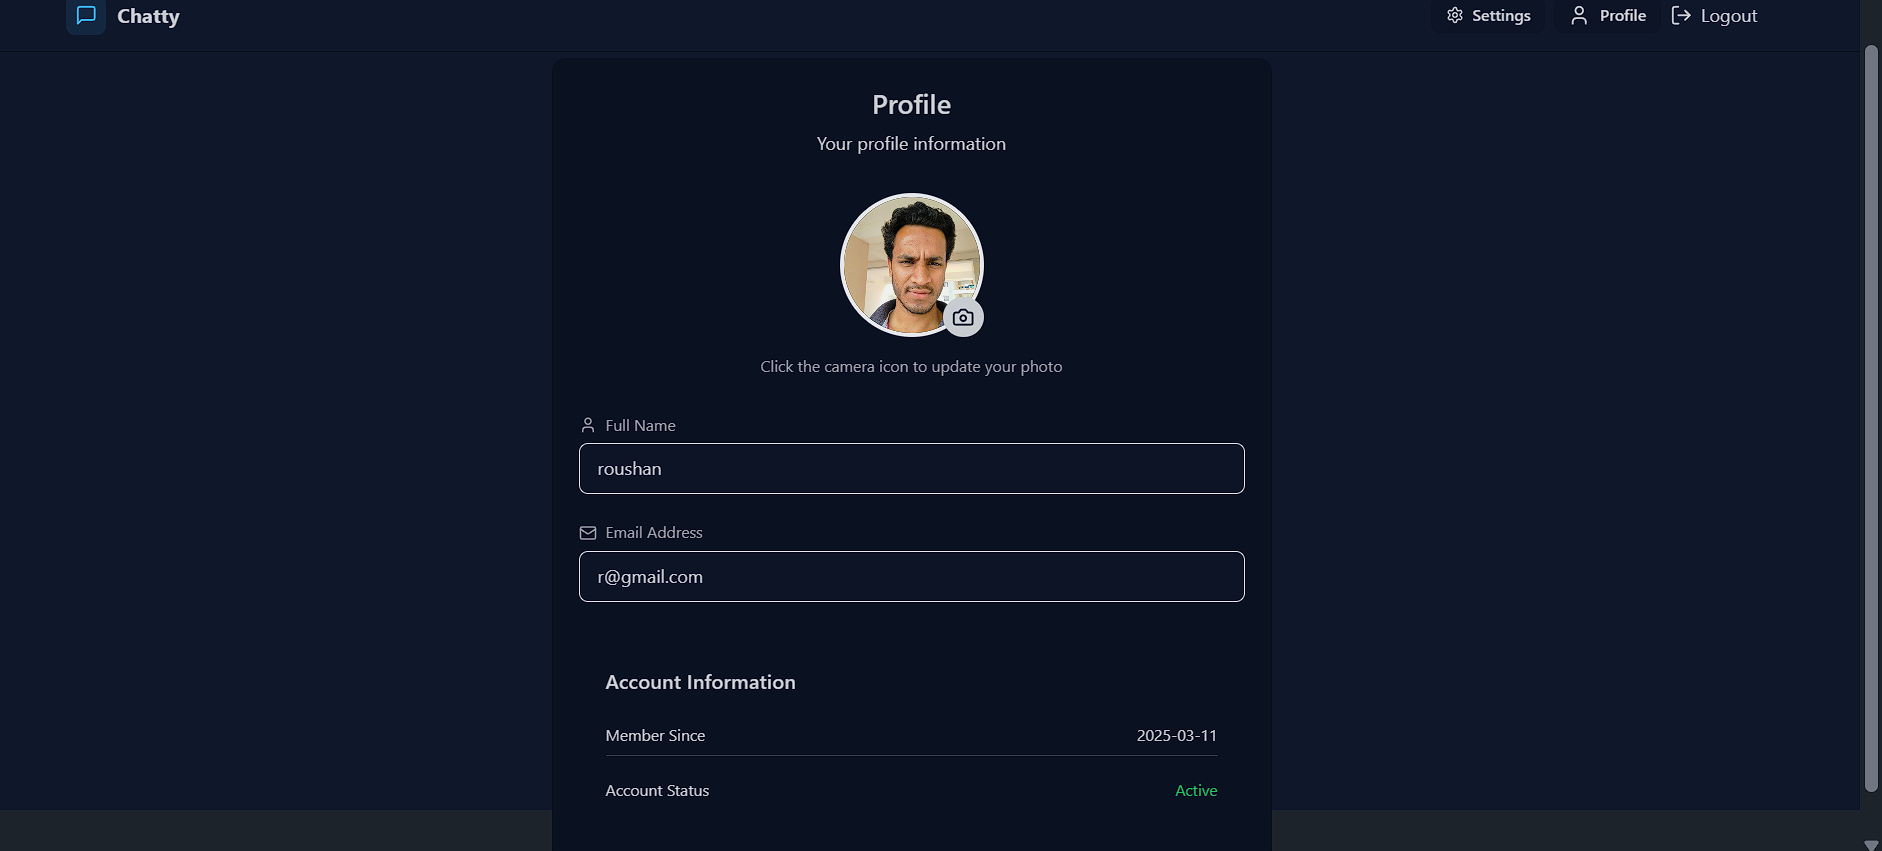 Chatty
Settings Profile Logout
Profile
Your profile information
Click the camera icon to update your photo
Full Name
roushan
Email Address
r@gmail.com
Account Information
Member Since 2025-03-11
Account Status Active